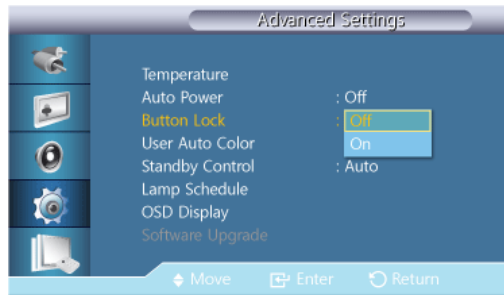 Advanced Settings
Temperature
Auto Power : Off
Button Lock : Off
User Auto Color On
Standby Control : Auto
Lamp Schedule
OSD Display
Software Upgrade
Move Enter Return